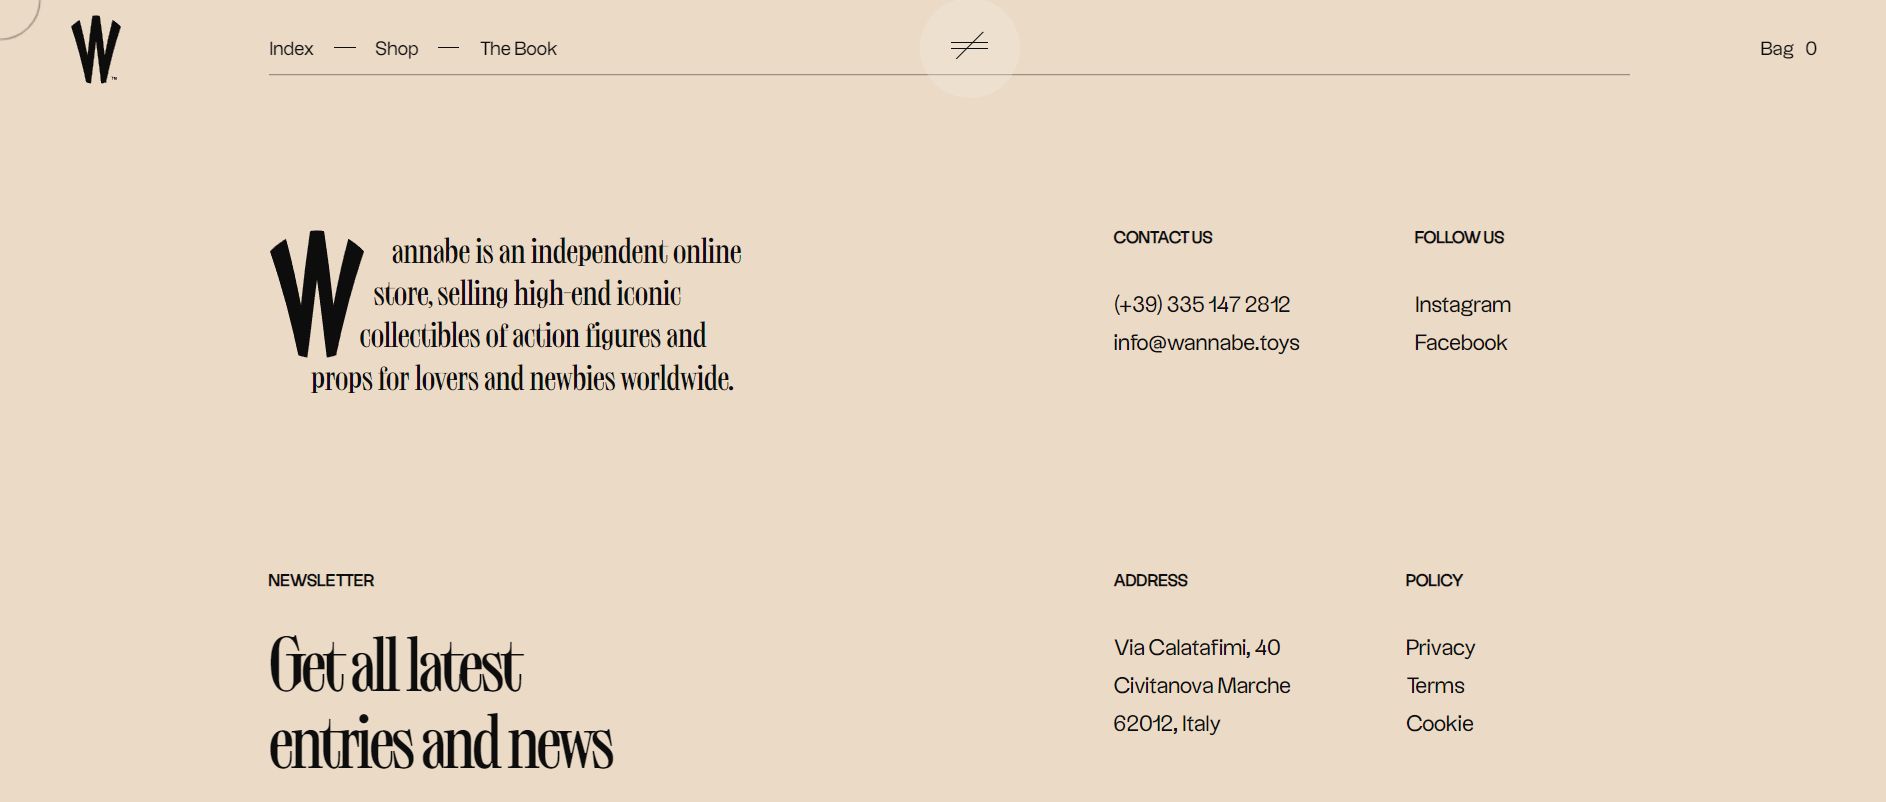 W™
Index — Shop — The Book
Bag 0
Wannabe is an independent online
store, selling high-end iconic
collectibles of action figures and
props for lovers and newbies worldwide.
CONTACT US
(+39) 335 147 2812
info@wannabe.toys
FOLLOW US
Instagram
Facebook
NEWSLETTER
Get all latest
entries and news
ADDRESS
Via Calatafimi, 40
Civitanova Marche
62012, Italy
POLICY
Privacy
Terms
Cookie